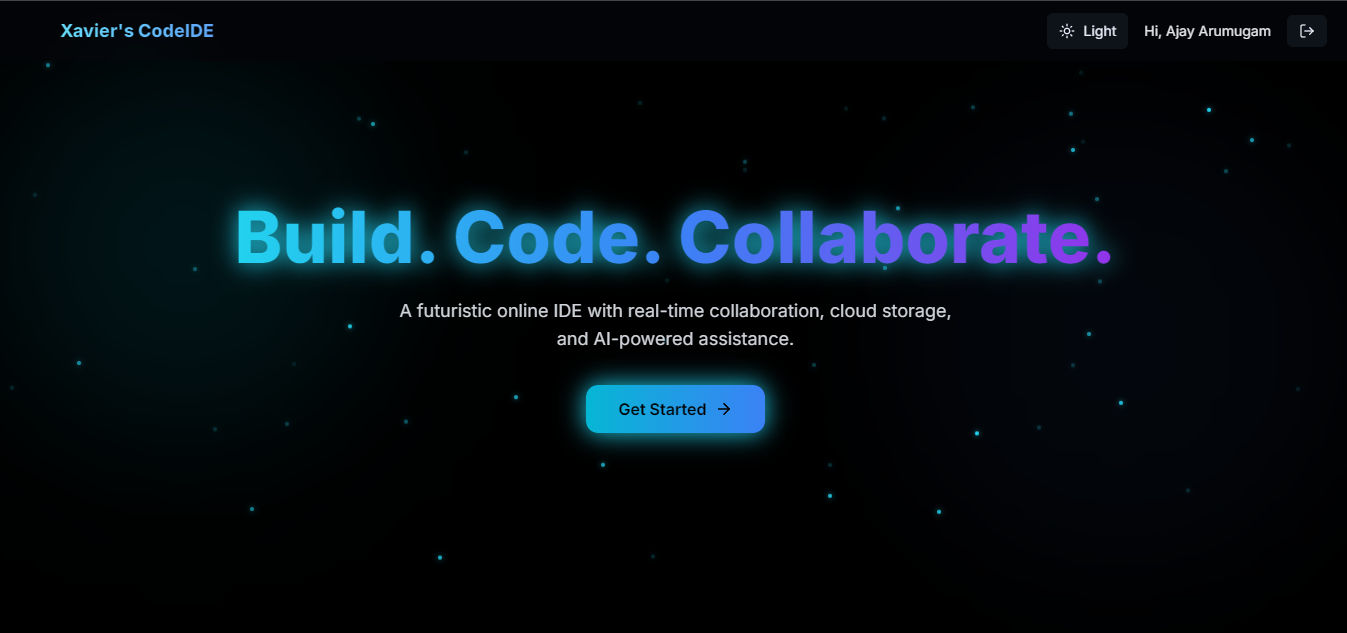 Xavier's CodeIDE
Light
Hi, Ajay Arumugam
Build. Code. Collaborate.
A futuristic online IDE with real-time collaboration, cloud storage,
and AI-powered assistance.
Get Started